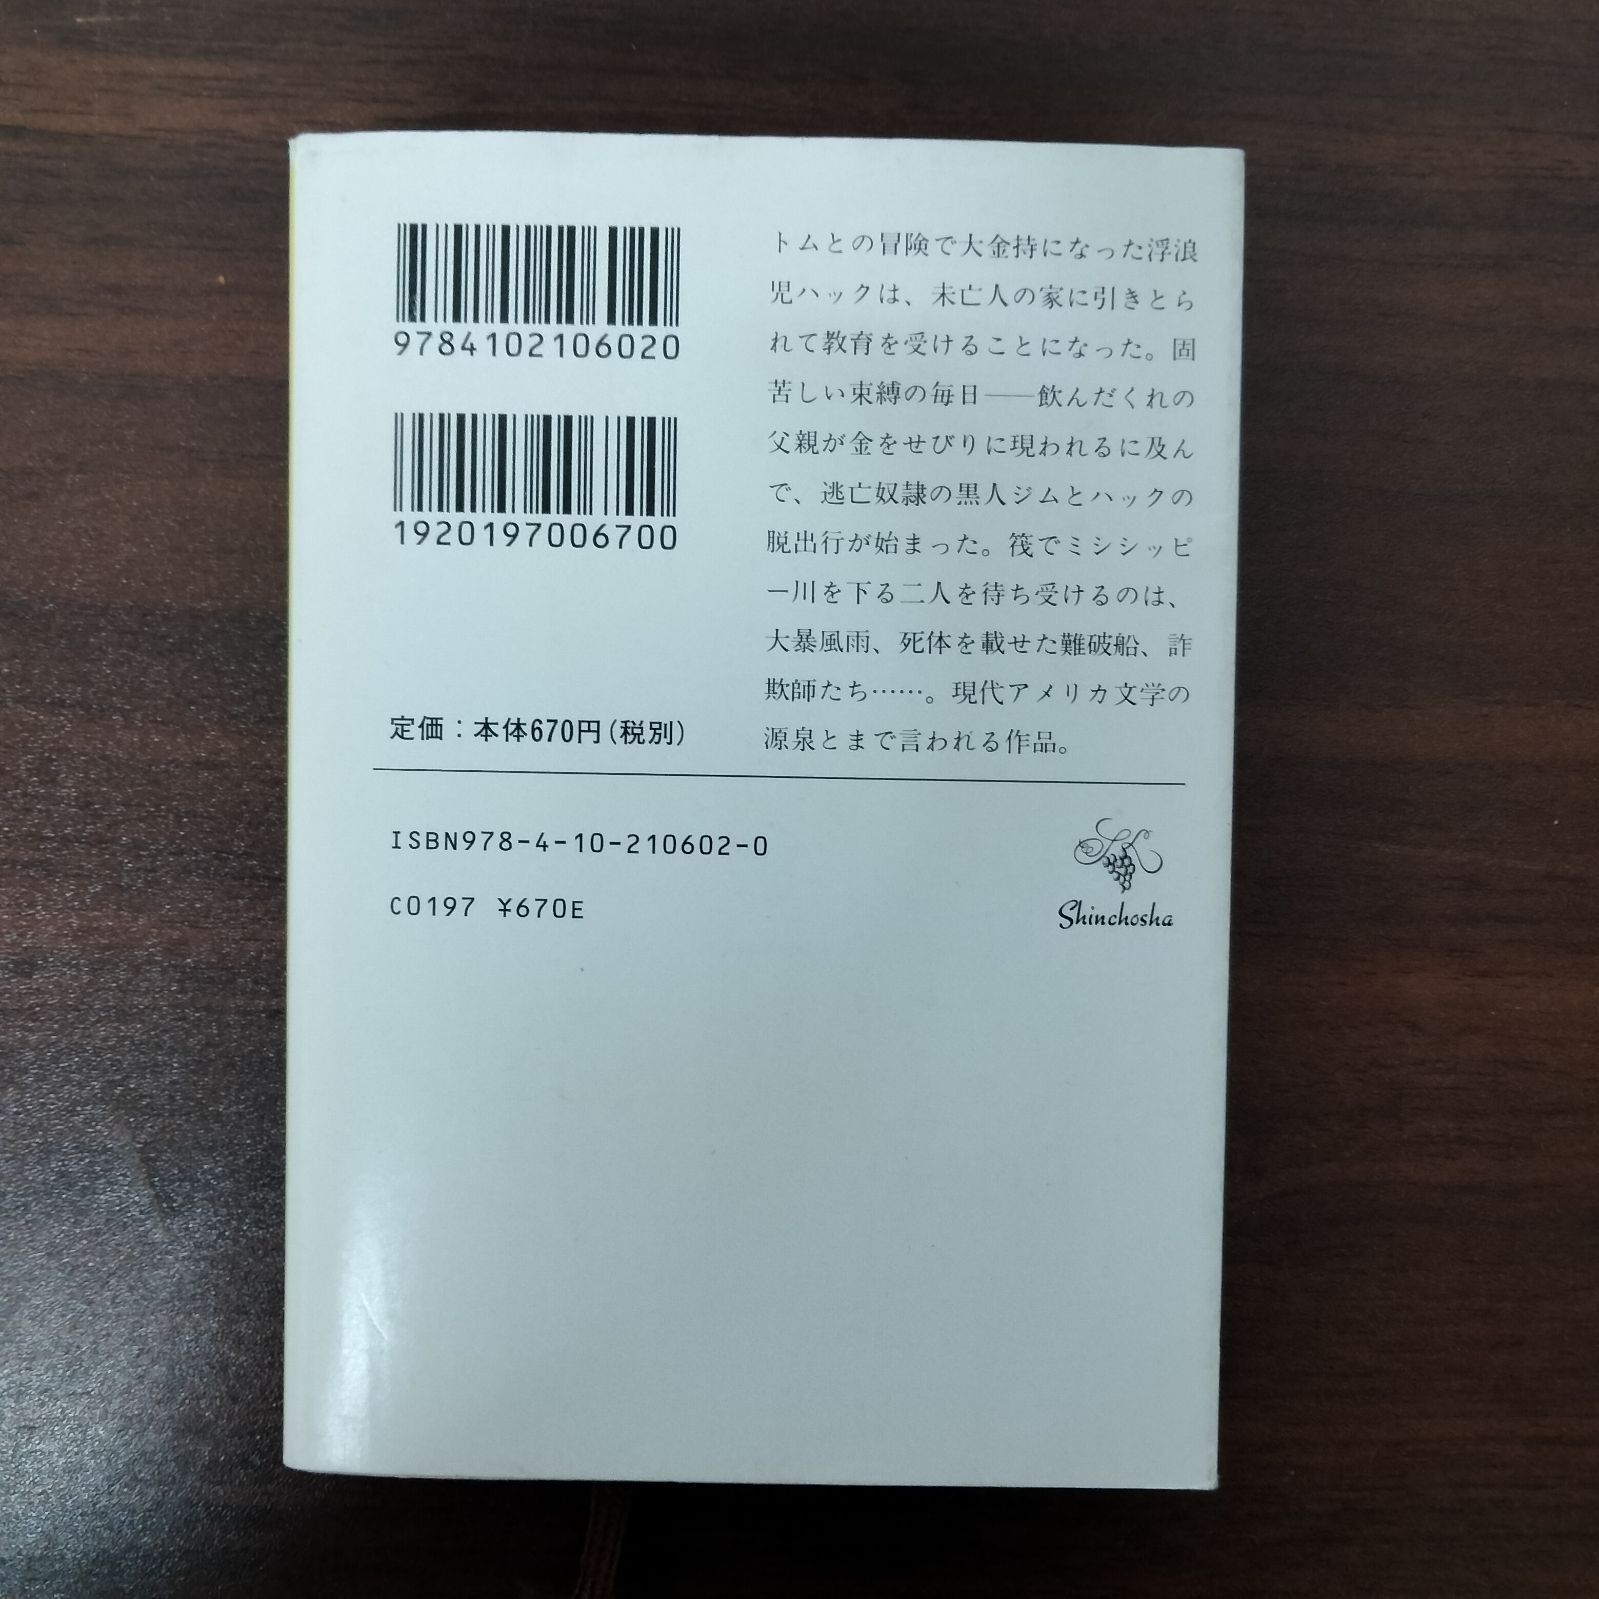 9784102106020
1920197006700
定価：本体670円（税別）
トムとの冒険で大金持になった浮浪
児ハックは、未亡人の家に引きとら
れて教育を受けることになった。固
苦しい束縛の毎日――飲んだくれの
父親が金をせびりに現われるに及ん
で、逃亡奴隷の黒人ジムとハックの
脱出行が始まった。筏でミシシッピ
ー川を下る二人を待ち受けるのは、
大暴風雨、死体を載せた難破船、詐
欺師たち……。現代アメリカ文学の
源泉とまで言われる作品。
ISBN978-4-10-210602-0
C0197 ¥670E
Shinchosha